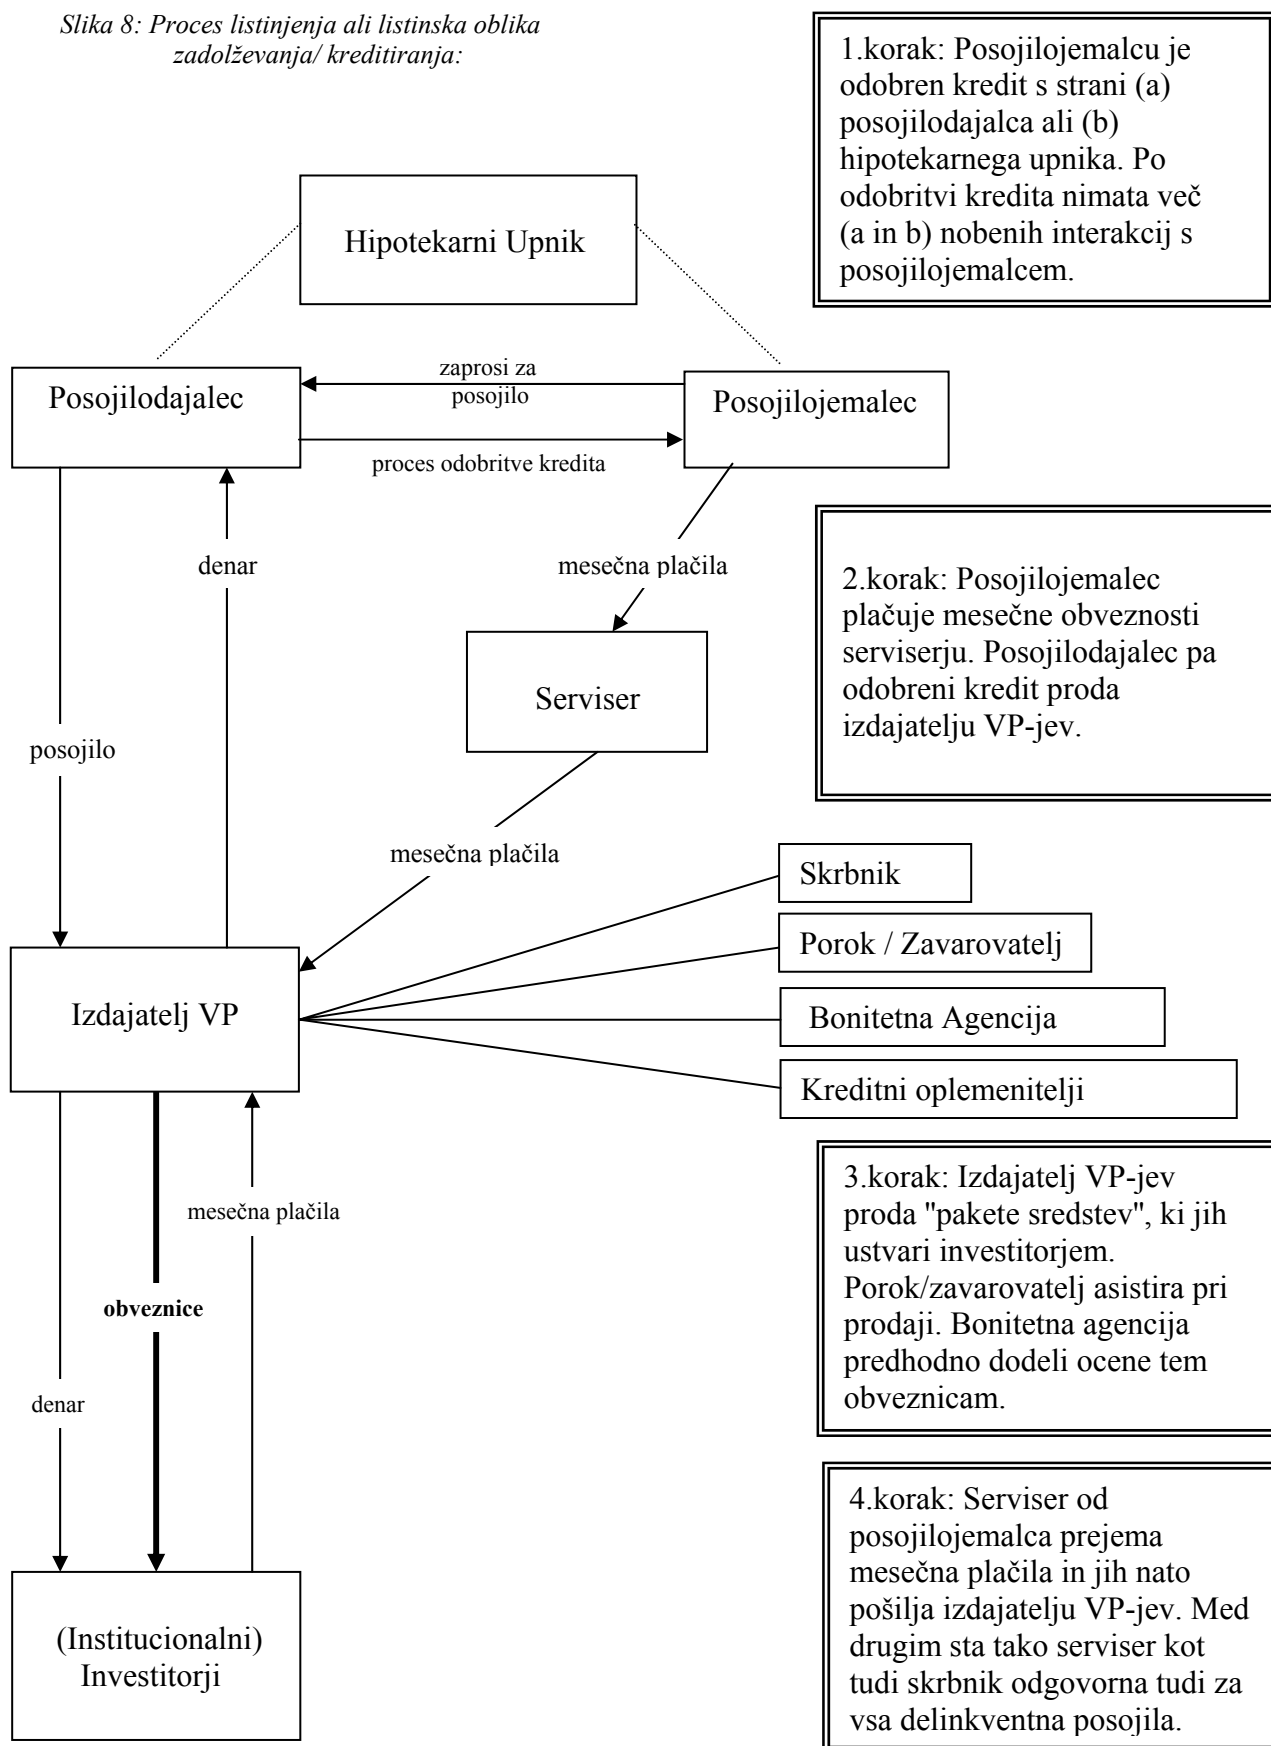 Slika 8: Proces listinjenja ali listinska oblika
zadolževanja/ kreditiranja:
1.korak: Posojilojemalcu je
odobren kredit s strani (a)
posojilodajalca ali (b)
hipotekarnega upnika. Po
odobritvi kredita nimata več
(a in b) nobenih interakcij s
posojilojemalcem.
Hipotekarni Upnik
Posojilodajalec
zaprosi za
posojilo
Posojilojemalec
proces odobritve kredita
denar
mesečna plačila
2.korak: Posojilojemalec
plačuje mesečne obveznosti
serviserju. Posojilodajalec pa
odobreni kredit proda
izdajatelju VP-jev.
Serviser
posojilo
mesečna plačila
Skrbnik
Porok / Zavarovatelj
Izdajatelj VP
Bonitetna Agencija
Kreditni oplemenitelji
3.korak: Izdajatelj VP-jev
proda "pakete sredstev", ki jih
ustvari investitorjem.
Porok/zavarovatelj asistira pri
prodaji. Bonitetna agencija
predhodno dodeli ocene tem
obveznicam.
mesečna plačila
obveznice
denar
4.korak: Serviser od
posojilojemalca prejema
mesečna plačila in jih nato
pošilja izdajatelju VP-jev. Med
drugim sta tako serviser kot
tudi skrbnik odgovorna tudi za
vsa delinkventna posojila.
(Institucionalni)
Investitorji